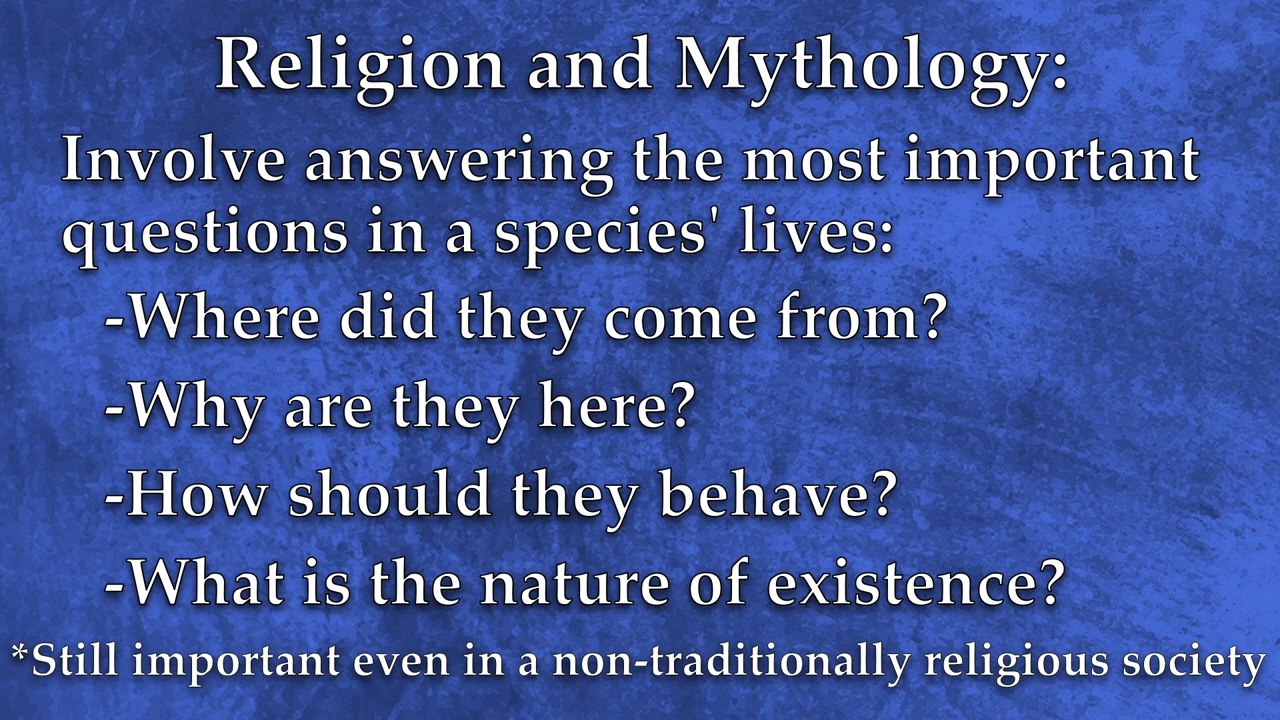 Religion and Mythology:
Involve answering the most important
questions in a species' lives:
-Where did they come from?
-Why are they here?
-How should they behave?
-What is the nature of existence?
*Still important even in a non-traditionally religious society